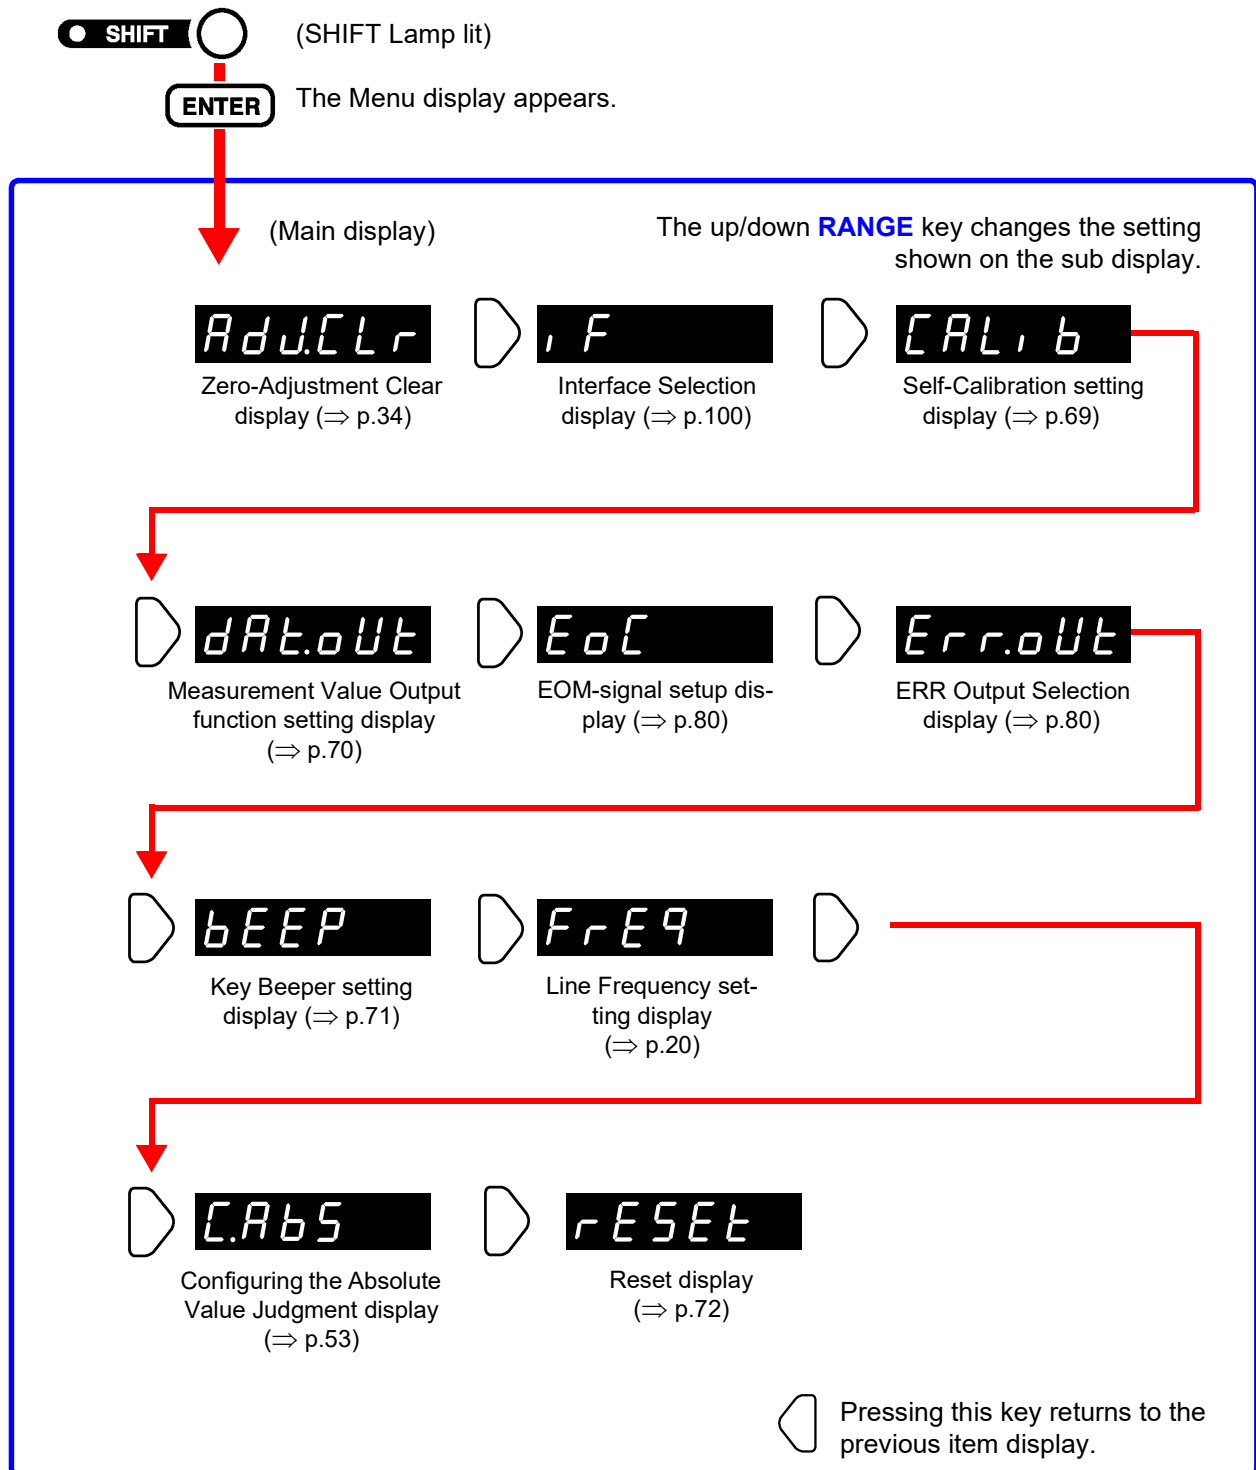 SHIFT (SHIFT Lamp lit)
ENTER The Menu display appears.
(Main display)
The up/down RANGE key changes the setting
shown on the sub display.
AdJ.CLr iF CALib
Zero-Adjustment Clear
display (⇒ p.34)
Interface Selection
display (⇒ p.100)
Self-Calibration setting
display (⇒ p.69)
dAt.oUt EoC Err.oUt
Measurement Value Output
function setting display
(⇒ p.70)
EOM-signal setup dis-
play (⇒ p.80)
ERR Output Selection
display (⇒ p.80)
bEEP FrEq
Key Beeper setting
display (⇒ p.71)
Line Frequency set-
ting display
(⇒ p.20)
C.AbS rESEt
Configuring the Absolute
Value Judgment display
(⇒ p.53)
Reset display
(⇒ p.72)
Pressing this key returns to the
previous item display.